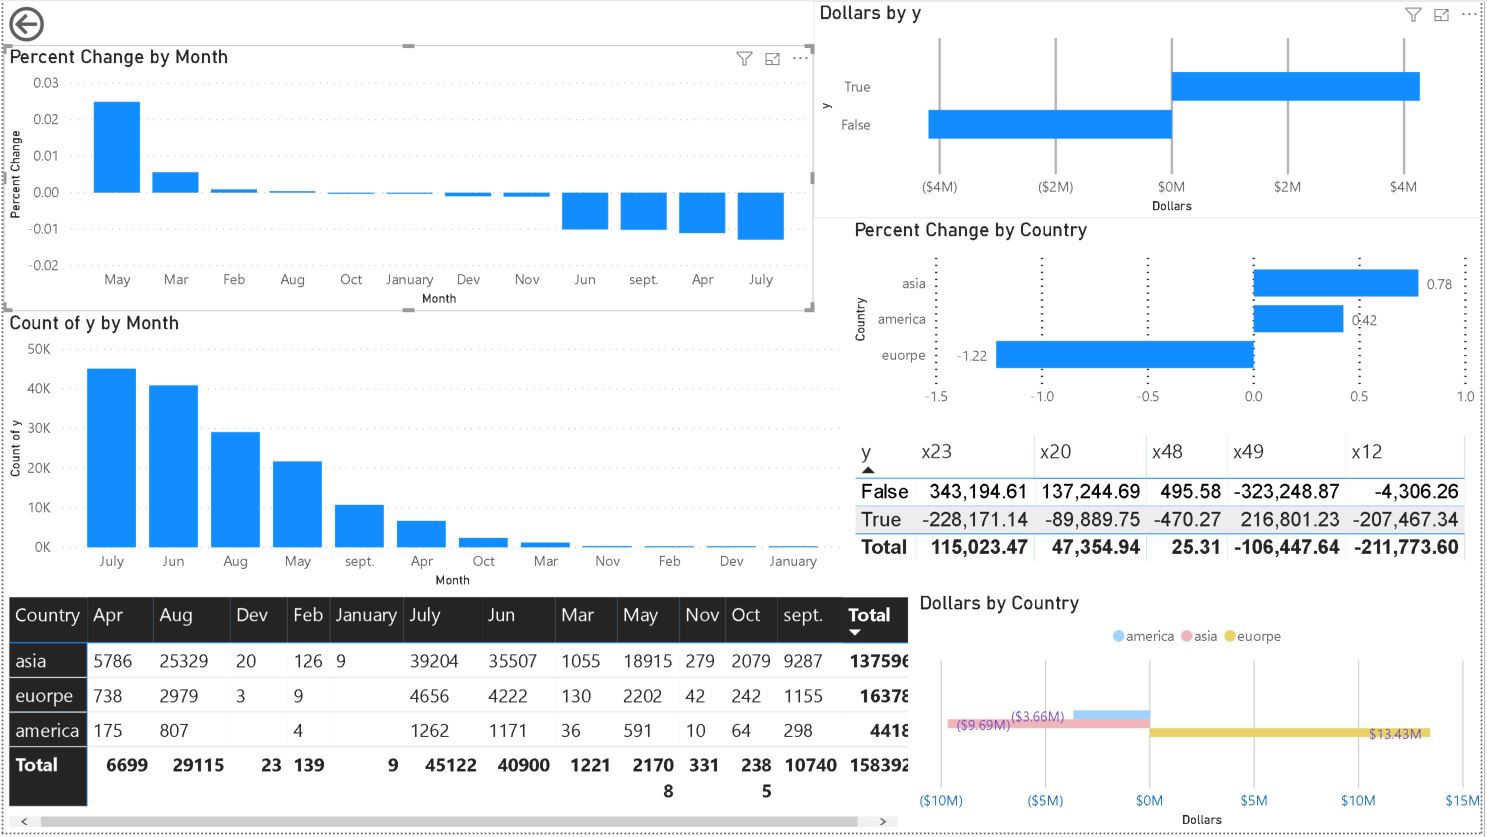 Percent Change by Month
Percent Change
0.03
0.02
0.01
0.00
-0.01
-0.02
May Mar Feb Aug Oct January Dev Nov Jun sept. Apr July
Month
Dollars by y
y
True
False
($4M) ($2M) $0M $2M $4M
Dollars
Percent Change by Country
Country
asia 0.78
america 0.42
euorpe -1.22
-1.5 -1.0 -0.5 0.0 0.5 1.0
Count of y by Month
Count of y
50K
40K
30K
20K
10K
0K
July Jun Aug May sept. Apr Oct Mar Nov Feb Dev January
Month
y x23 x20 x48 x49 x12
False 343,194.61 137,244.69 495.58 -323,248.87 -4,306.26
True -228,171.14 -89,889.75 -470.27 216,801.23 -207,467.34
Total 115,023.47 47,354.94 25.31 -106,447.64 -211,773.60
Country Apr Aug Dev Feb January July Jun Mar May Nov Oct sept. Total
asia 5786 25329 20 126 9 39204 35507 1055 18915 279 2079 9287 137596
euorpe 738 2979 3 9 4656 4222 130 2202 42 242 1155 16378
america 175 807 4 1262 1171 36 591 10 64 298 4418
Total 6699 29115 23 139 9 45122 40900 1221 2170 331 238 10740 158392
8 5
Dollars by Country
america asia euorpe
($3.66M)
($9.69M)
$13.43M
($10M) ($5M) $0M $5M $10M $15M
Dollars